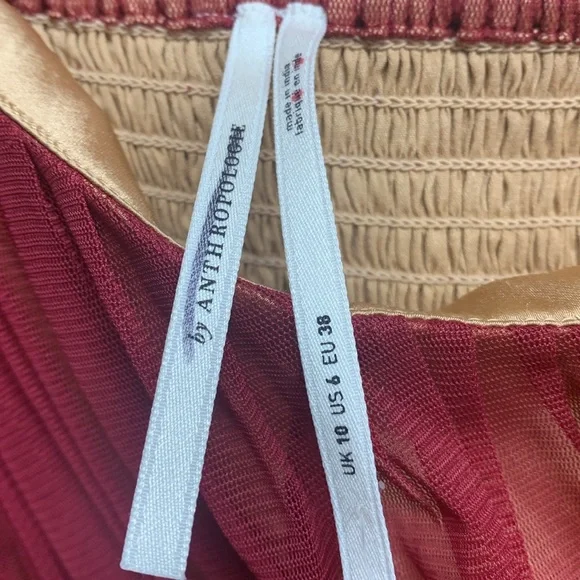 by ANTHROPOLOGIE
made in india
fabriqué en inde
UK 10 US 6 EU 38